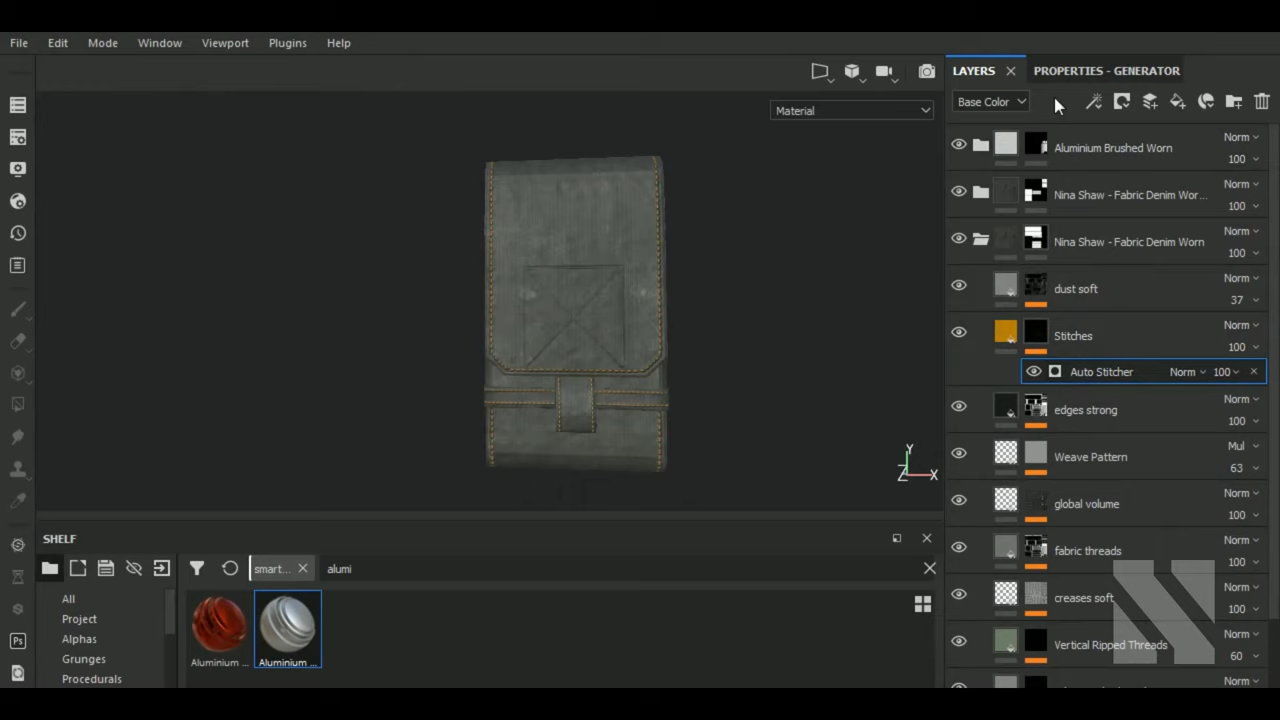 File Edit Mode Window Viewport Plugins Help
LAYERS PROPERTIES - GENERATOR
Base Color
Material
Norm
Aluminium Brushed Worn
100
Norm
Nina Shaw - Fabric Denim Wor...
100
Norm
Nina Shaw - Fabric Denim Worn
100
Norm
dust soft
37
Norm
Stitches
100
Auto Stitcher Norm 100
Norm
edges strong
100
Mul
Weave Pattern
63
Norm
global volume
100
Norm
fabric threads
100
Norm
creases soft
100
Norm
Vertical Ripped Threads
60
Norm
Y
Z X
SHELF
smart... alumi
All
Project
Alphas
Grunges
Procedurals
Aluminium ... Aluminium ...
Ps